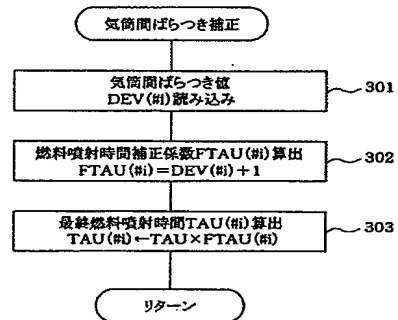 気筒間ばらつき補正
気筒間ばらつき値
DEV(#i)読み込み
301
燃料噴射時間補正係数FTAU(#i)算出
FTAU(#i)=DEV(#i)+1
302
最終燃料噴射時間TAU(#i)算出
TAU(#i)←TAU×FTAU(#i)
303
リターン